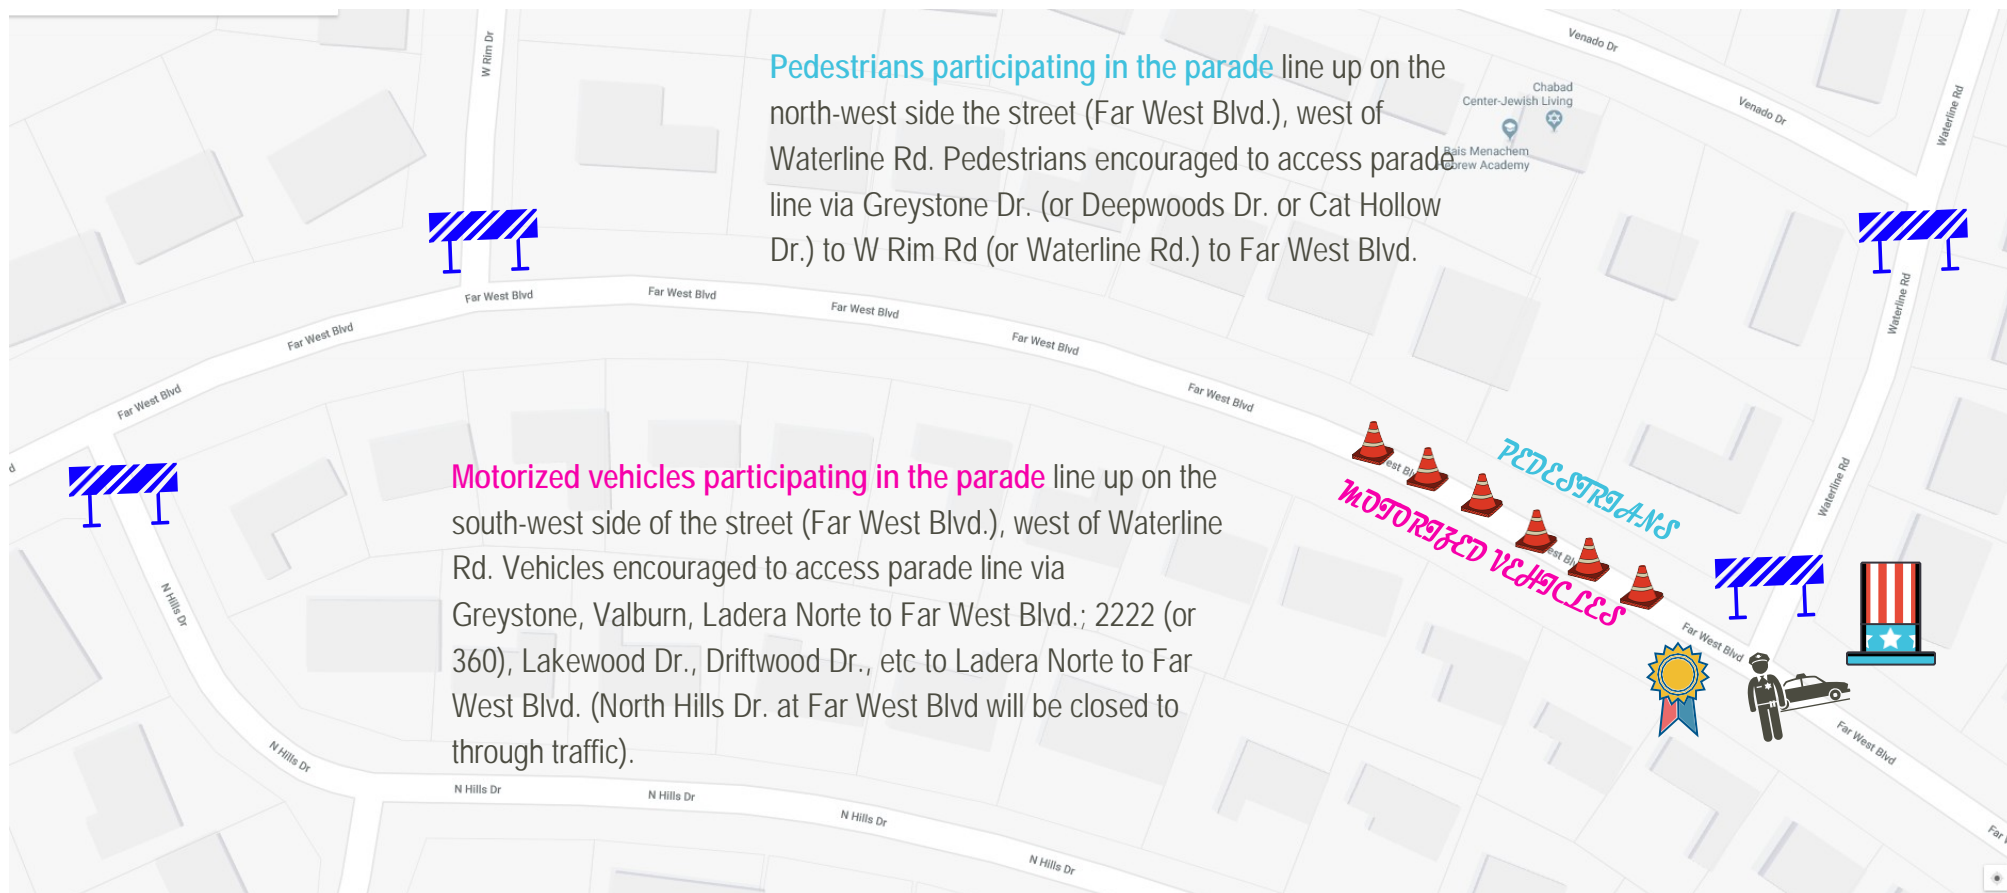 W Rim Dr
Venado Dr
Venado Dr
Waterline Rd
Pedestrians participating in the parade line up on the
north-west side the street (Far West Blvd.), west of
Waterline Rd. Pedestrians encouraged to access parade
line via Greystone Dr. (or Deepwoods Dr. or Cat Hollow
Dr.) to W Rim Rd (or Waterline Rd.) to Far West Blvd.
Chabad
Center-Jewish Living
Bais Menachem
Hebrew Academy
Waterline Rd
Far West Blvd
Far West Blvd
Far West Blvd
Far West Blvd
Far West Blvd
Far West Blvd
Far West Blvd
Waterline Rd
PEDESTRIANS
MOTORIZED VEHICLES
Motorized vehicles participating in the parade line up on the
south-west side of the street (Far West Blvd.), west of Waterline
Rd. Vehicles encouraged to access parade line via
Greystone, Valburn, Ladera Norte to Far West Blvd.; 2222 (or
360), Lakewood Dr., Driftwood Dr., etc to Ladera Norte to Far
West Blvd. (North Hills Dr. at Far West Blvd will be closed to
through traffic).
Far West Blvd
Far West Blvd
Far
N Hills Dr
N Hills Dr
N Hills Dr
N Hills Dr
N Hills Dr
N Hills Dr